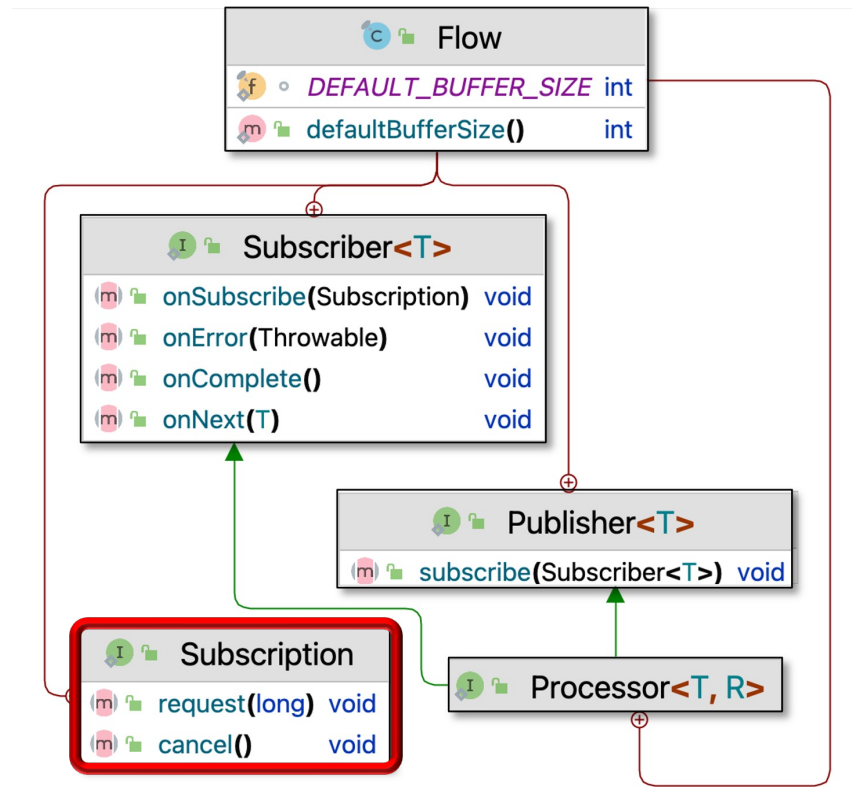 Flow
DEFAULT_BUFFER_SIZE int
defaultBufferSize() int
Subscriber<T>
onSubscribe(Subscription) void
onError(Throwable) void
onComplete() void
onNext(T) void
Publisher<T>
subscribe(Subscriber<T>) void
Subscription
request(long) void
cancel() void
Processor<T, R>